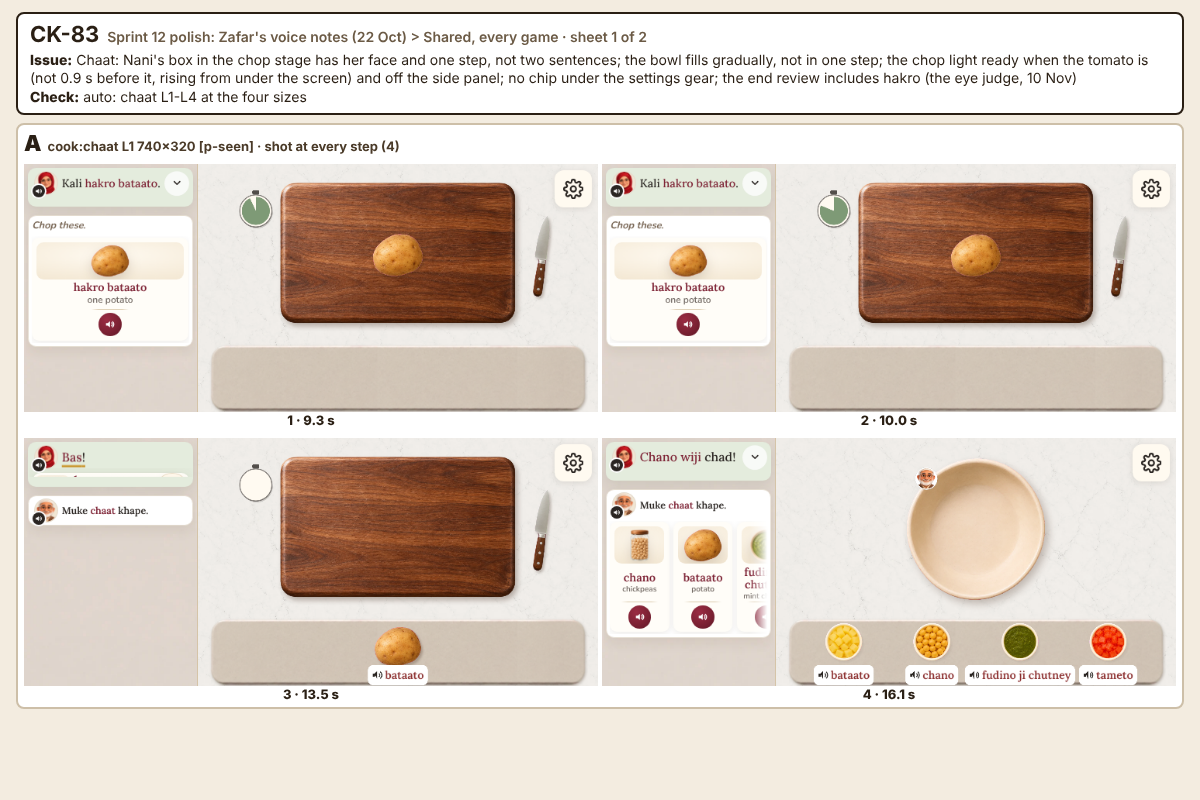 CK-83 Sprint 12 polish: Zafar's voice notes (22 Oct) > Shared, every game · sheet 1 of 2
Issue: Chaat: Nani's box in the chop stage has her face and one step, not two sentences; the bowl fills gradually, not in one step; the chop light ready when the tomato is
(not 0.9 s before it, rising from under the screen) and off the side panel; no chip under the settings gear; the end review includes hakro (the eye judge, 10 Nov)
Check: auto: chaat L1-L4 at the four sizes
A cook:chaat L1 740×320 [p-seen] · shot at every step (4)
Kali hakro bataato.
Chop these.
hakro bataato
one potato
1 · 9.3 s
Kali hakro bataato.
Chop these.
hakro bataato
one potato
2 · 10.0 s
Bas!
Muke chaat khape.
bataato
3 · 13.5 s
Chano wiji chad!
Muke chaat khape.
chano
chickpeas
bataato
potato
mint
bataato
chano
fudino ji chutney
tameto
4 · 16.1 s